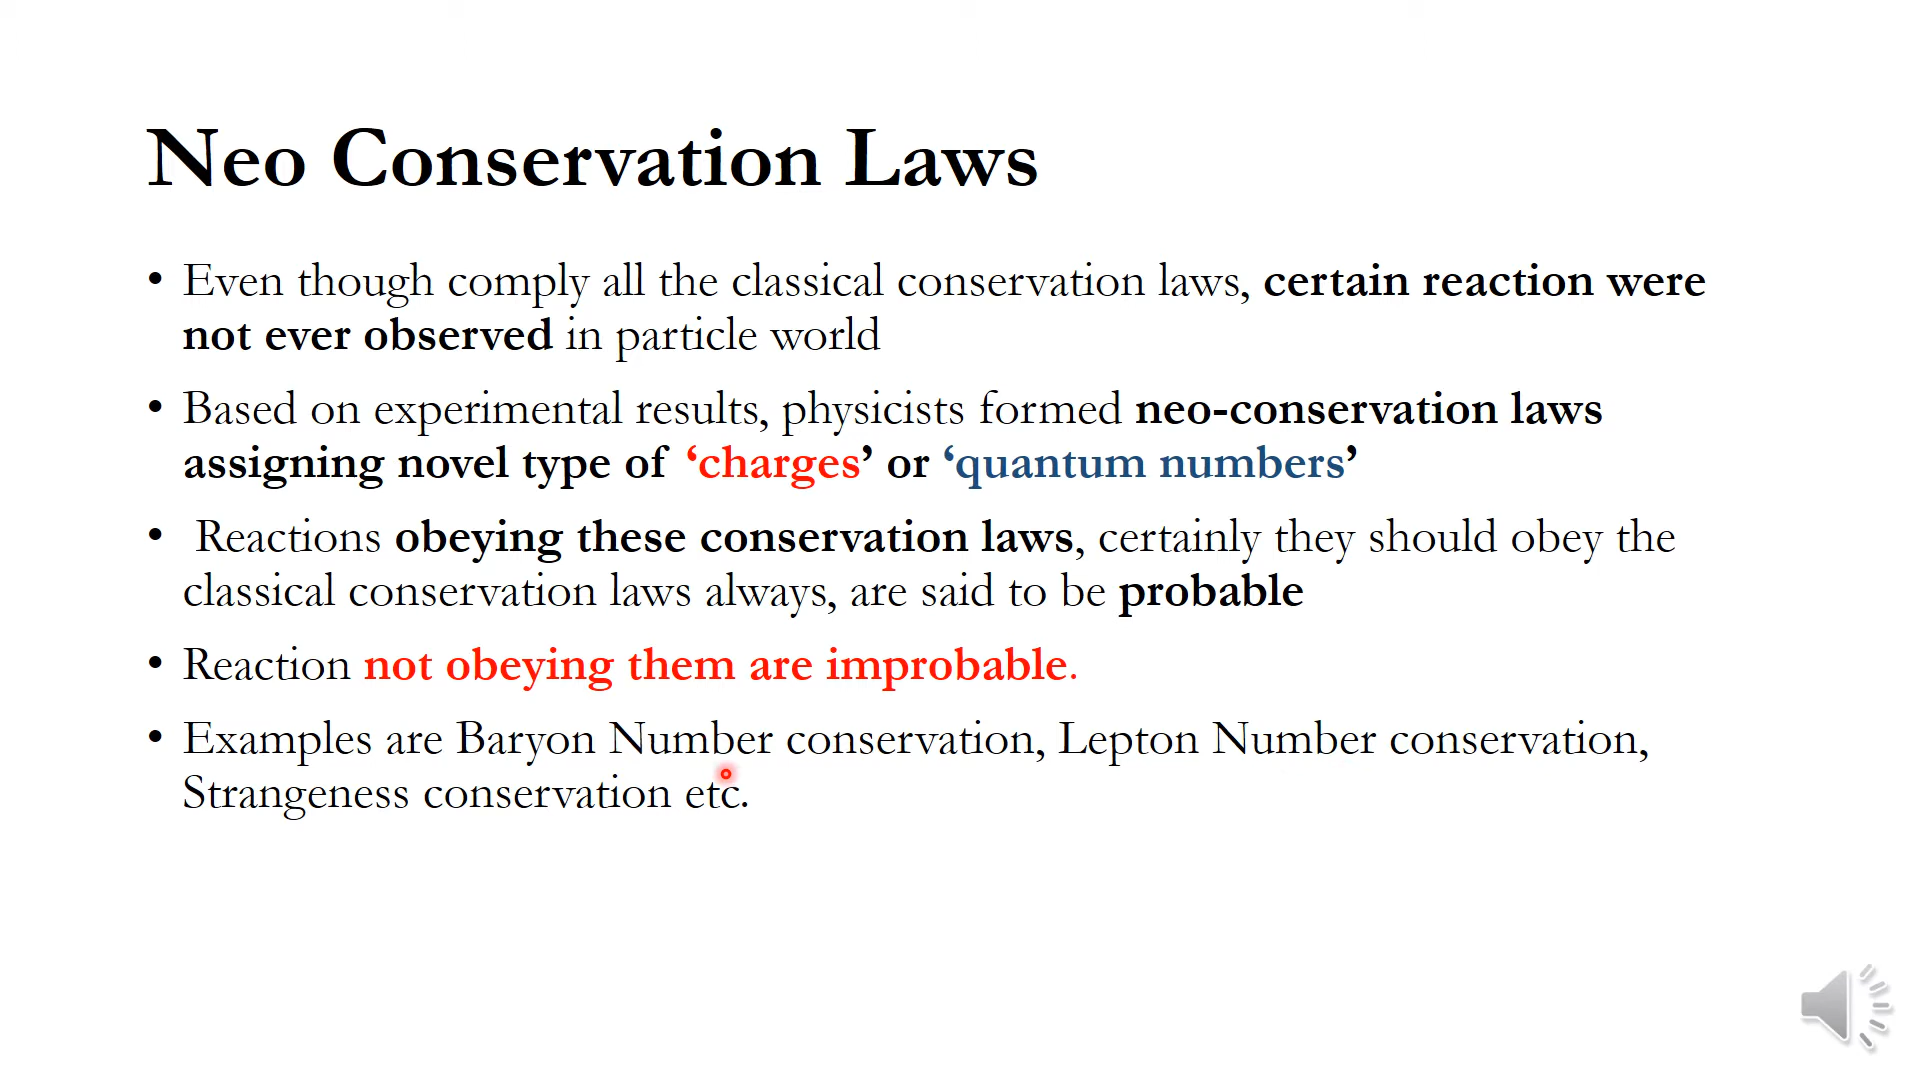 Neo Conservation Laws
• Even though comply all the classical conservation laws, certain reaction were
not ever observed in particle world
• Based on experimental results, physicists formed neo-conservation laws
assigning novel type of ‘charges’ or ‘quantum numbers’
• Reactions obeying these conservation laws, certainly they should obey the
classical conservation laws always, are said to be probable
• Reaction not obeying them are improbable.
• Examples are Baryon Number conservation, Lepton Number conservation,
Strangeness conservation etc.